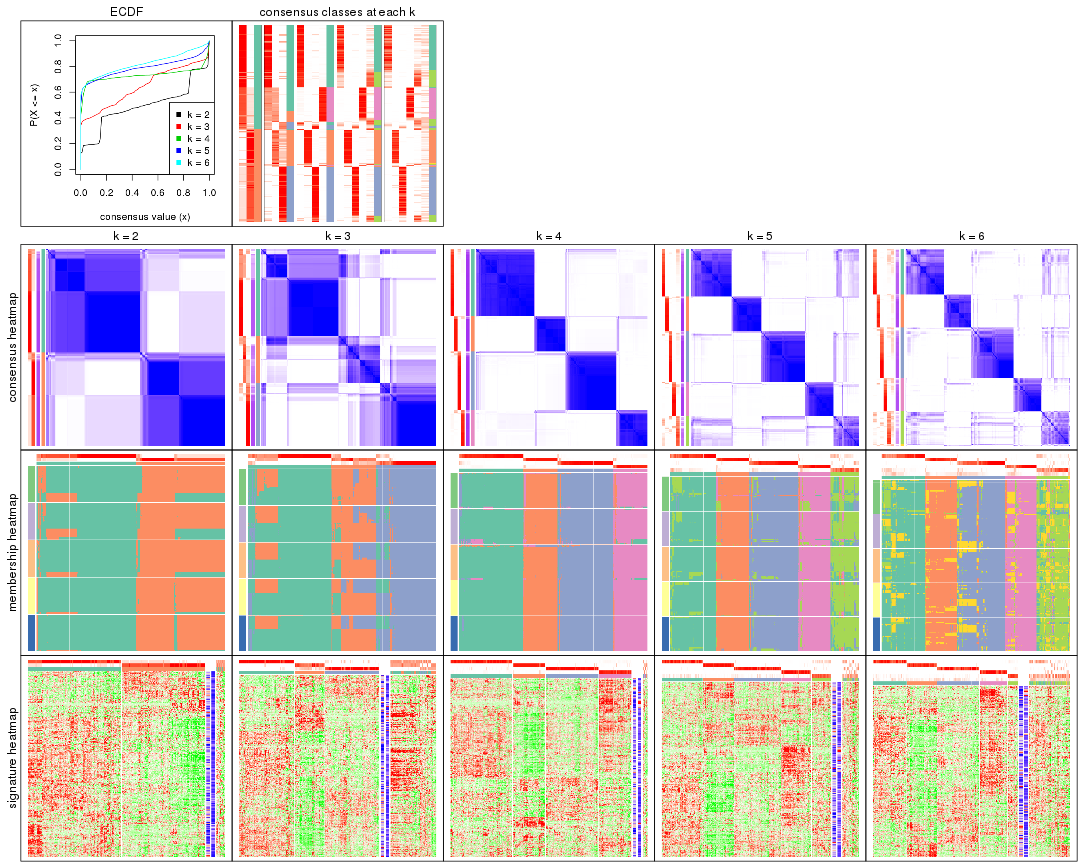 ECDF
consensus classes at each k
P(X <= x)
0.0 0.2 0.4 0.6 0.8 1.0
k = 2
k = 3
k = 4
k = 5
k = 6
0.0 0.2 0.4 0.6 0.8 1.0
consensus value (x)
k = 2
k = 3
k = 4
k = 5
k = 6
consensus heatmap
membership heatmap
signature heatmap